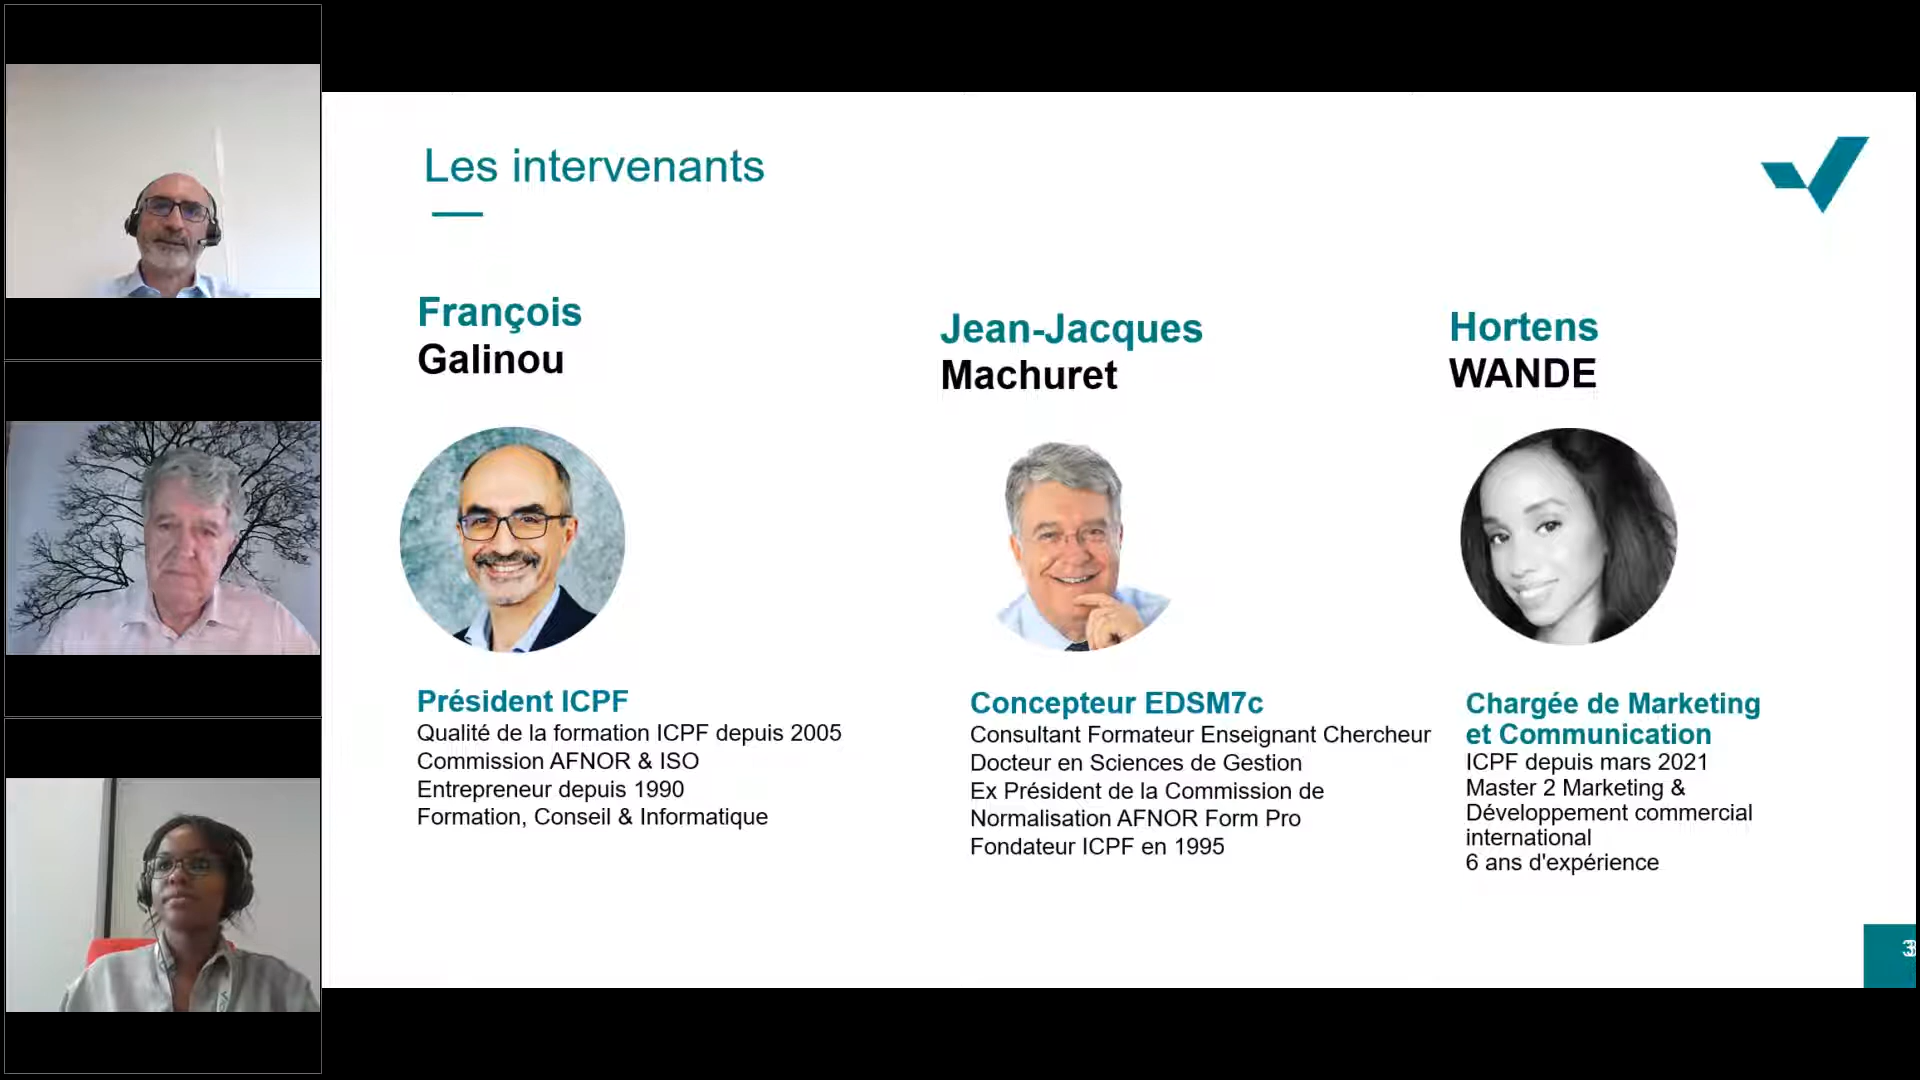 Les intervenants
François
Galinou
Président ICPF
Qualité de la formation ICPF depuis 2005
Commission AFNOR & ISO
Entrepreneur depuis 1990
Formation, Conseil & Informatique
Jean-Jacques
Machuret
Concepteur EDSM7c
Consultant Formateur Enseignant Chercheur
Docteur en Sciences de Gestion
Ex Président de la Commission de
Normalisation AFNOR Form Pro
Fondateur ICPF en 1995
Hortens
WANDE
Chargée de Marketing
et Communication
ICPF depuis mars 2021
Master 2 Marketing &
Développement commercial
international
6 ans d'expérience